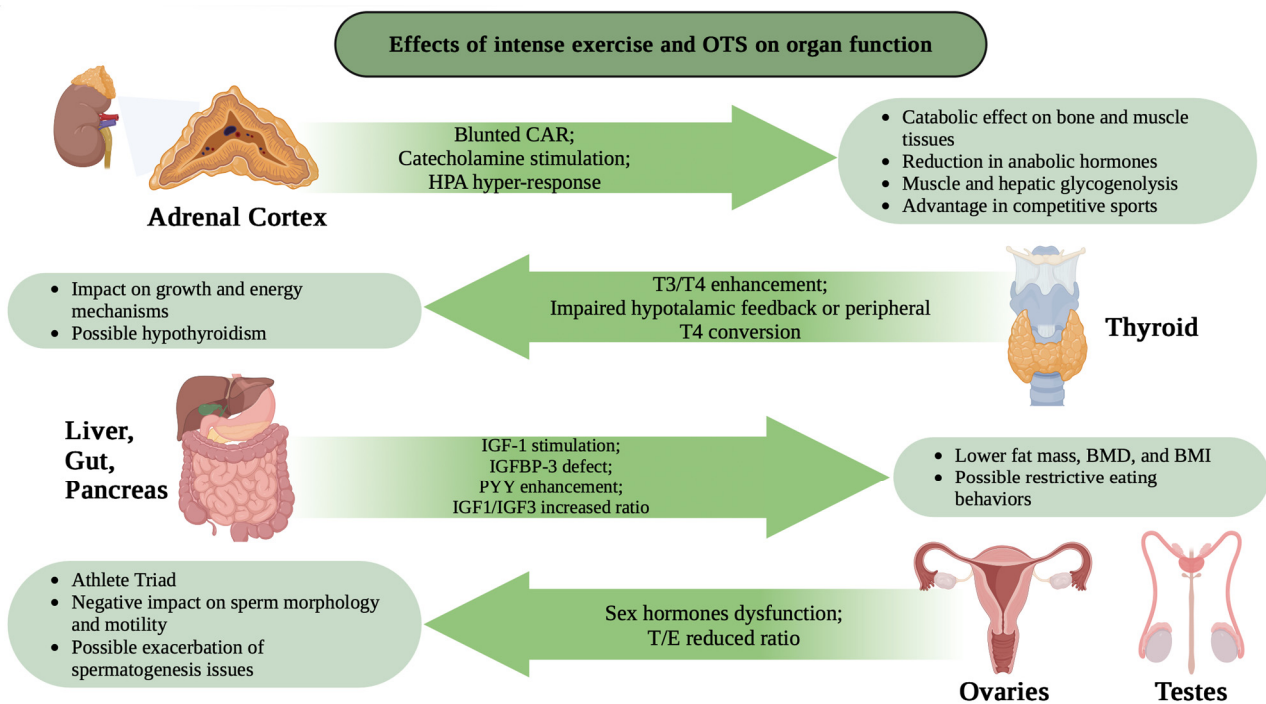 Effects of intense exercise and OTS on organ function
Adrenal Cortex
Blunted CAR;
Catecholamine stimulation;
HPA hyper-response
• Catabolic effect on bone and muscle
tissues
• Reduction in anabolic hormones
• Muscle and hepatic glycogenolysis
• Advantage in competitive sports
Thyroid
T3/T4 enhancement;
Impaired hypotalamic feedback or peripheral
T4 conversion
• Impact on growth and energy
mechanisms
• Possible hypothyroidism
Liver,
Gut,
Pancreas
IGF-1 stimulation;
IGFBP-3 defect;
PYY enhancement;
IGF1/IGF3 increased ratio
• Lower fat mass, BMD, and BMI
• Possible restrictive eating
behaviors
Ovaries
Testes
Sex hormones dysfunction;
T/E reduced ratio
• Athlete Triad
• Negative impact on sperm morphology
and motility
• Possible exacerbation of
spermatogenesis issues